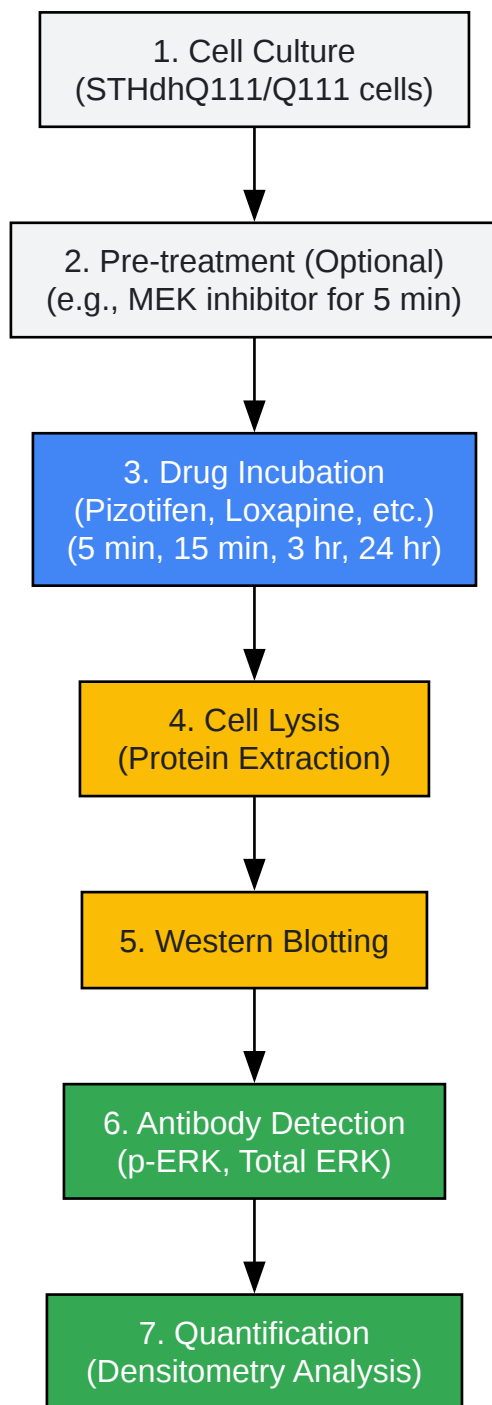 1. Cell Culture
(STHdhQ111/Q111 cells)
2. Pre-treatment (Optional)
(e.g., MEK inhibitor for 5 min)
3. Drug Incubation
(Pizotifen, Loxapine, etc.)
(5 min, 15 min, 3 hr, 24 hr)
4. Cell Lysis
(Protein Extraction)
5. Western Blotting
6. Antibody Detection
(p-ERK, Total ERK)
7. Quantification
(Densitometry Analysis)